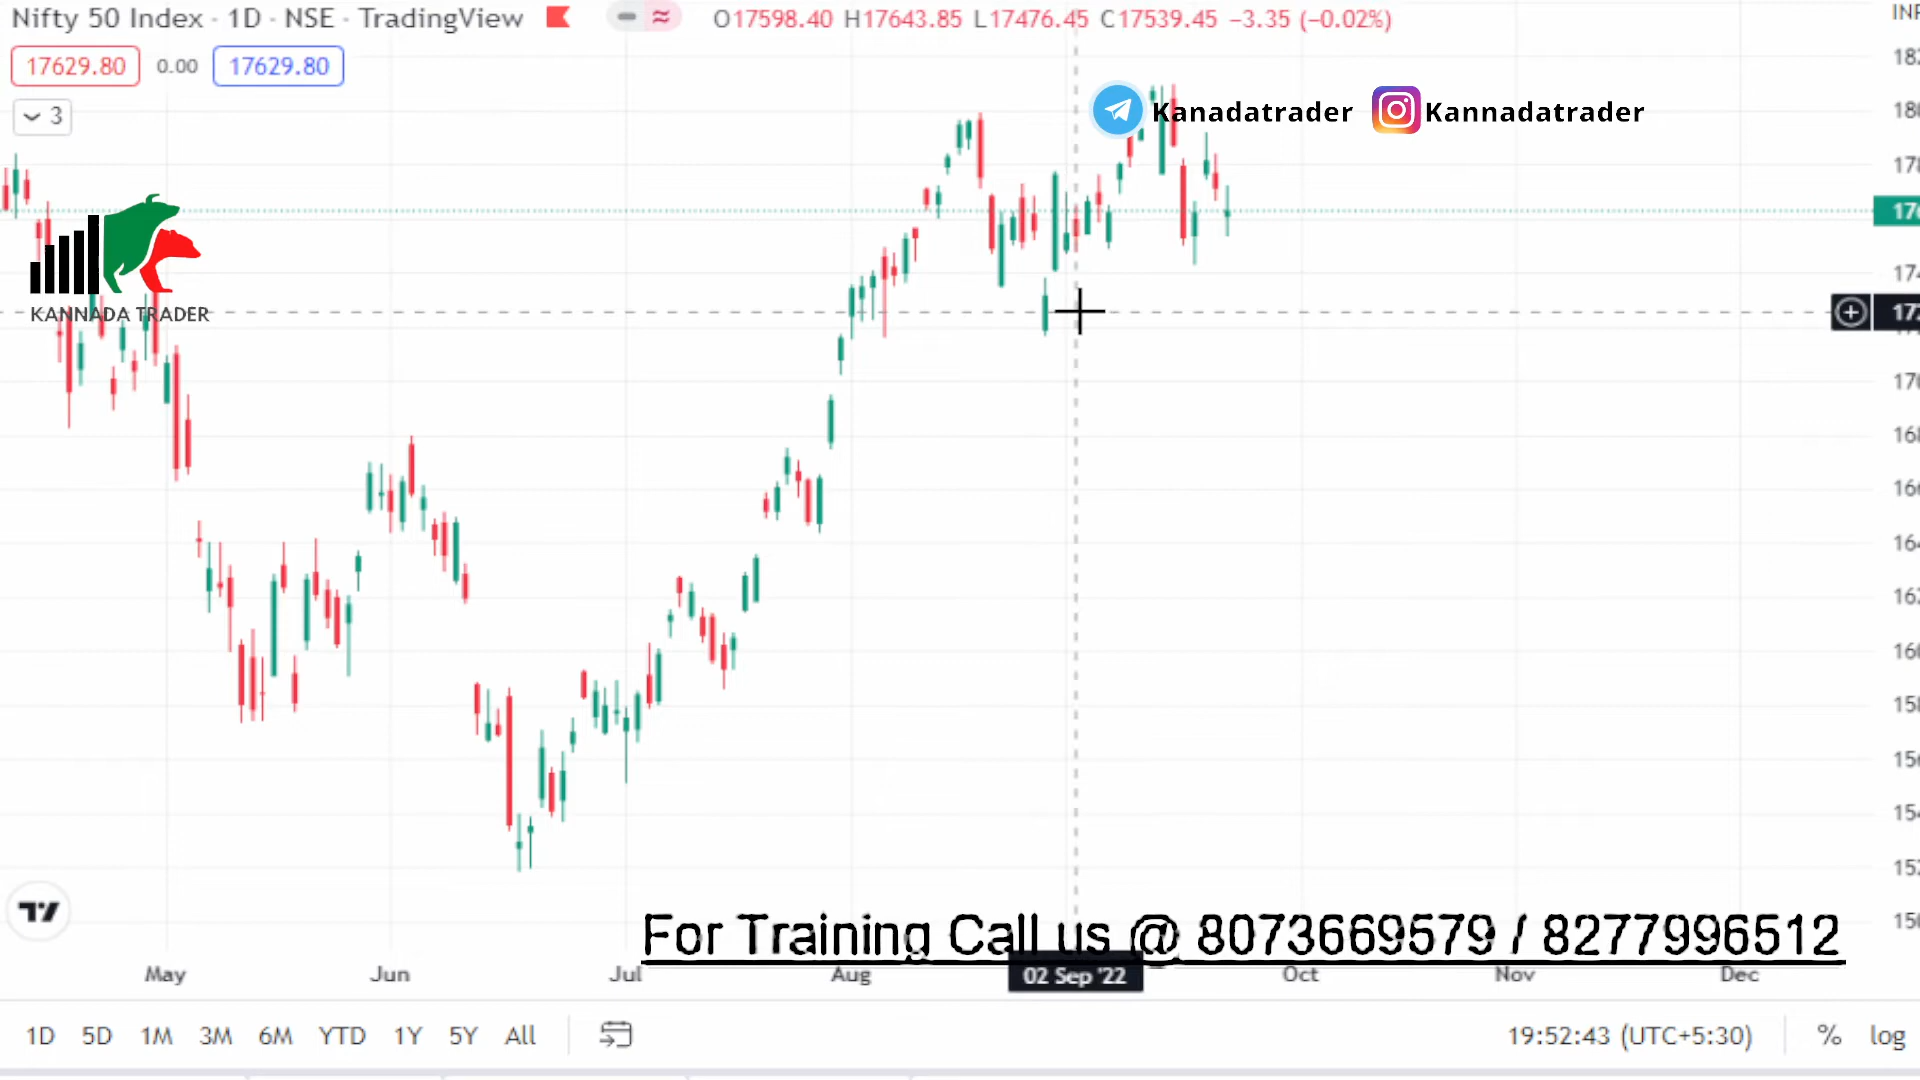 Nifty 50 Index · 1D · NSE · TradingView
O17598.40 H17643.85 L17476.45 C17539.45 −3.35 (−0.02%)
17629.80 0.00 17629.80
3
Kanadatrader Kannadatrader
KANNADA TRADER
For Training Call us @ 8073669579 / 8277996512
May Jun Jul Aug 02 Sep '22 Oct Nov Dec
1D 5D 1M 3M 6M YTD 1Y 5Y All
19:52:43 (UTC+5:30) % log